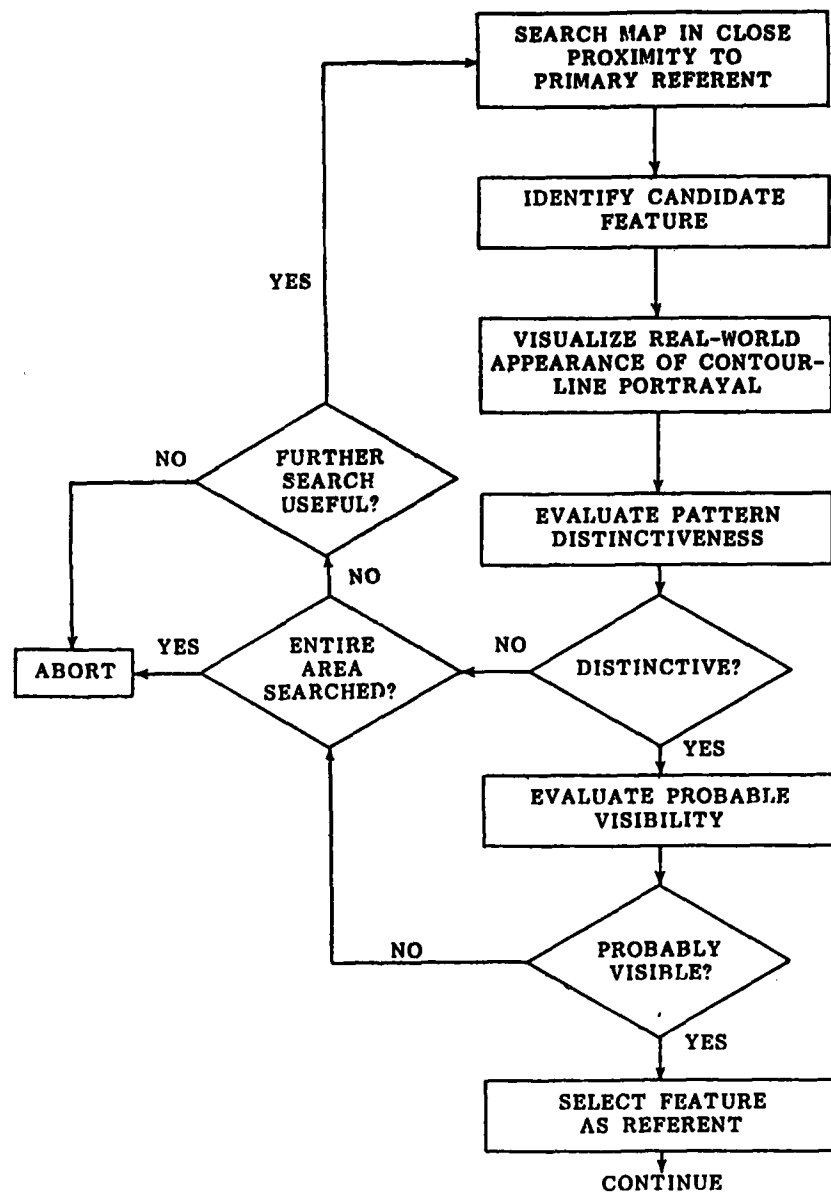 SEARCH MAP IN CLOSE
PROXIMITY TO
PRIMARY REFERENT
IDENTIFY CANDIDATE
FEATURE
YES
VISUALIZE REAL-WORLD
APPEARANCE OF CONTOUR-
LINE PORTRAYAL
NO
FURTHER
SEARCH
USEFUL?
EVALUATE PATTERN
DISTINCTIVENESS
NO
ABORT
YES
ENTIRE
AREA
SEARCHED?
NO
DISTINCTIVE?
YES
EVALUATE PROBABLE
VISIBILITY
NO
PROBABLY
VISIBLE?
YES
SELECT FEATURE
AS REFERENT
CONTINUE